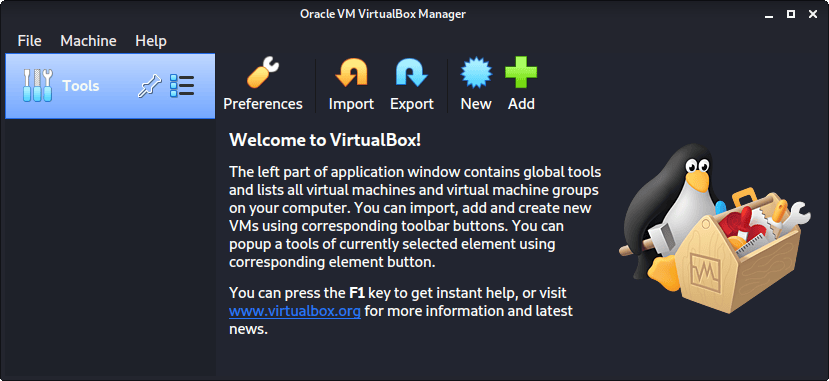 Oracle VM VirtualBox Manager
File Machine Help
Tools
Preferences Import Export New Add
Welcome to VirtualBox!
The left part of application window contains global tools
and lists all virtual machines and virtual machine groups
on your computer. You can import, add and create new
VMs using corresponding toolbar buttons. You can
popup a tools of currently selected element using
corresponding element button.
You can press the F1 key to get instant help, or visit
www.virtualbox.org for more information and latest
news.